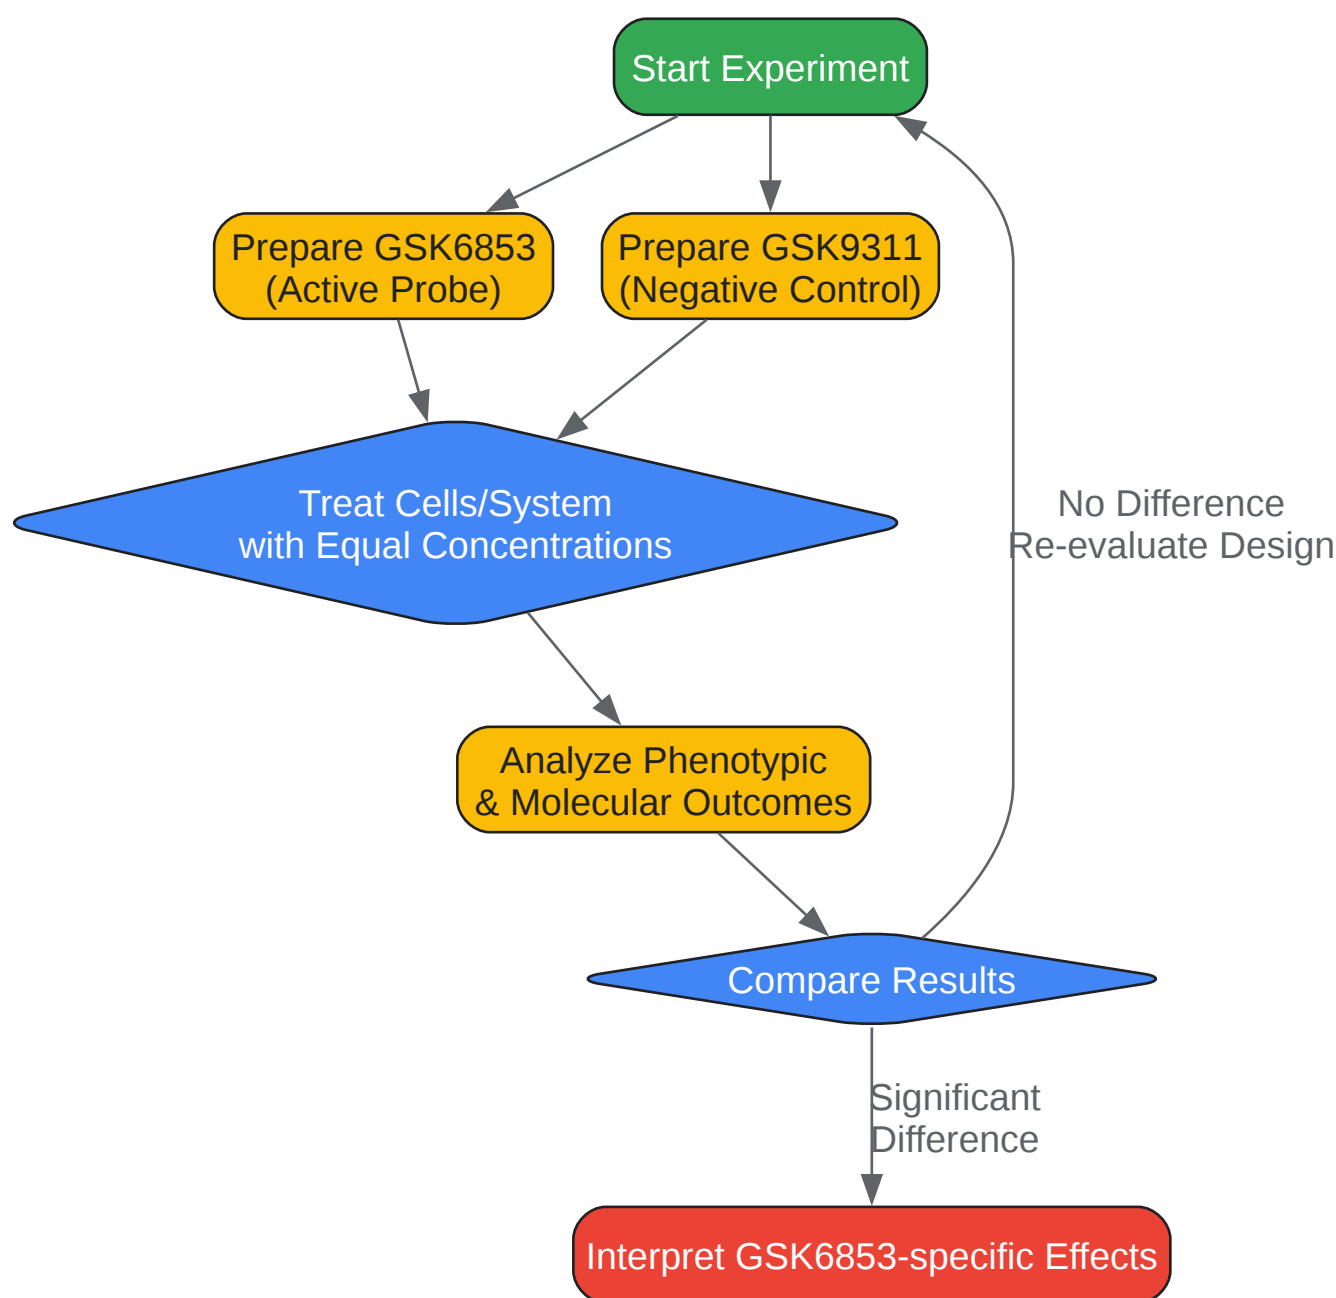 Start Experiment
Prepare GSK6853
(Active Probe)
Prepare GSK9311
(Negative Control)
Treat Cells/System
with Equal Concentrations
No Difference
Re-evaluate Design
Analyze Phenotypic
& Molecular Outcomes
Compare Results
Significant
Difference
Interpret GSK6853-specific Effects